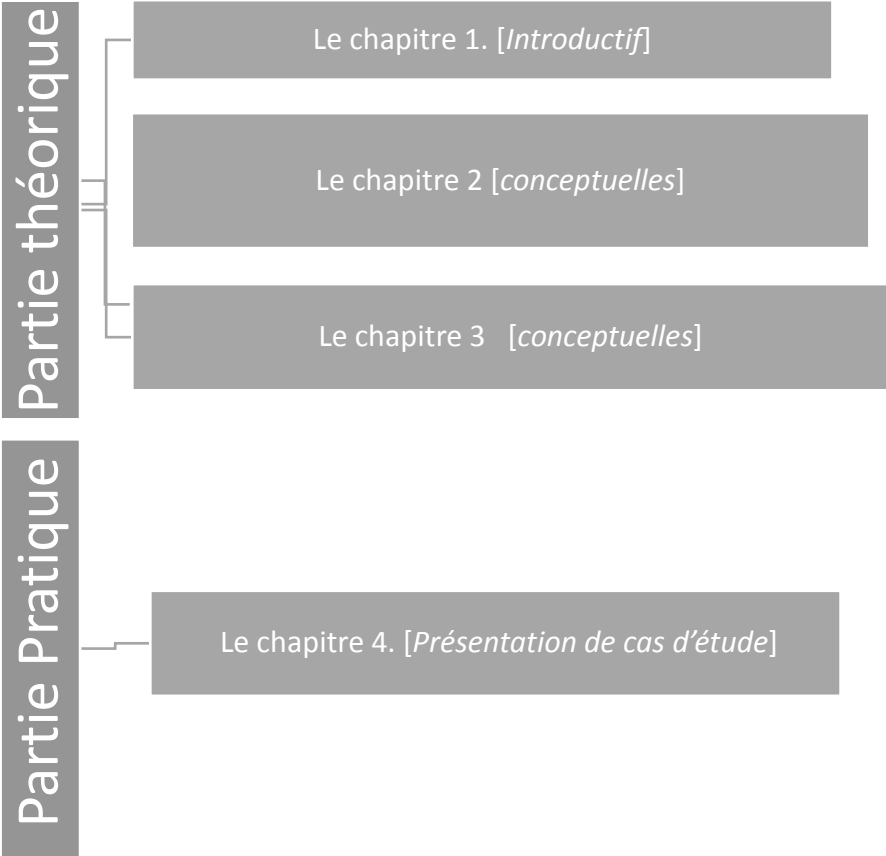 Partie théorique
Le chapitre 1. [Introductif]
Le chapitre 2 [conceptuelles]
Le chapitre 3 [conceptuelles]
Partie Pratique
Le chapitre 4. [Présentation de cas d’étude]